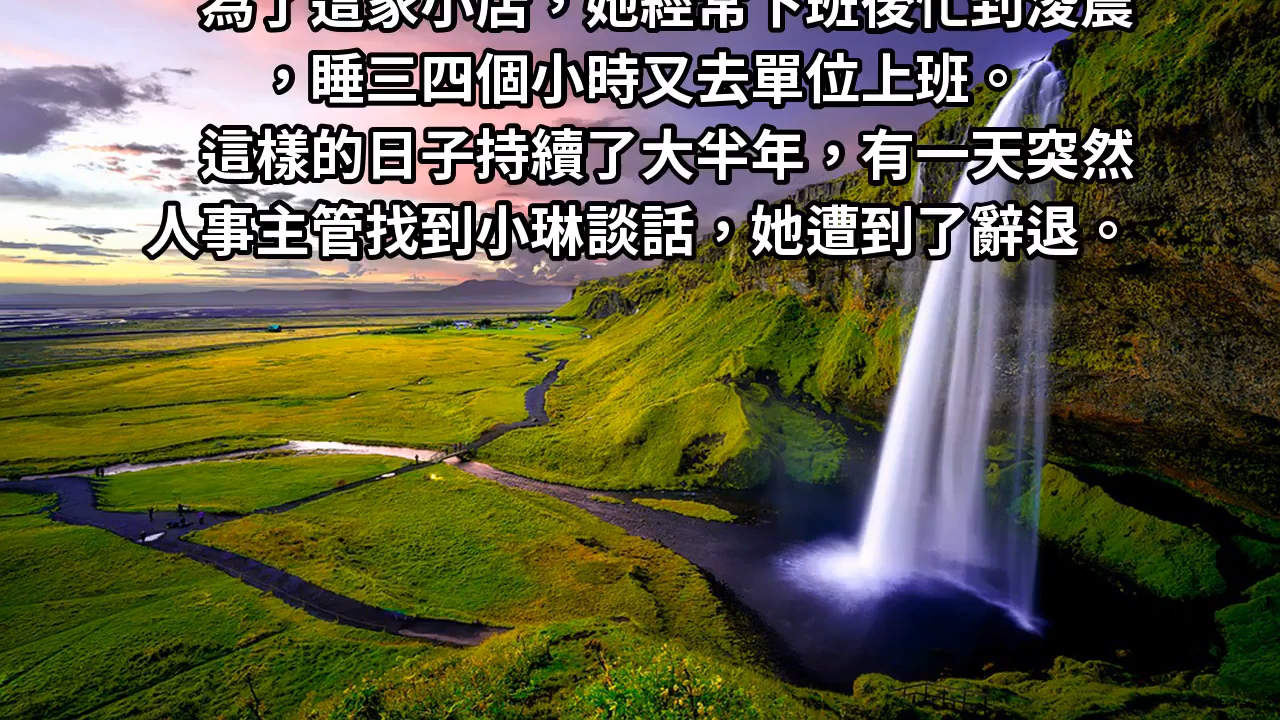 為了這家小店，她經常下班後忙到淩晨
，睡三四個小時又去單位上班。
這樣的日子持續了大半年，有一天突然
人事主管找到小琳談話，她遭到了辭退。